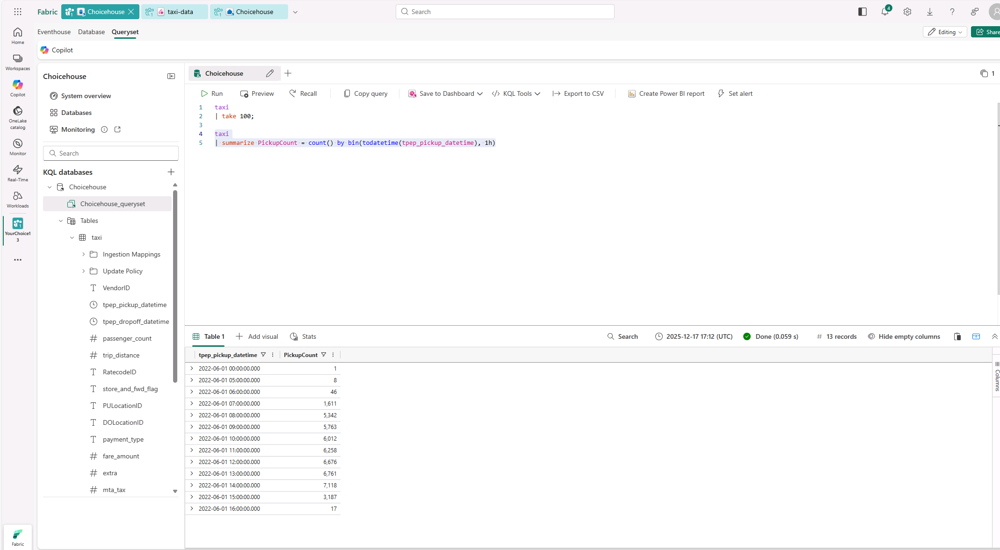 Fabric
Choicehouse
taxi-data
Choicehouse
Search
4
Home
Workspaces
Copilot
OneLake
catalog
Monitor
Real-Time
Workloads
YourChoice1
3
Fabric
Eventhouse Database Queryset
Editing
Share
Copilot
Choicehouse
System overview
Databases
Monitoring
Search
KQL databases
Choicehouse
Choicehouse_queryset
Tables
taxi
Ingestion Mappings
Update Policy
VendorID
tpep_pickup_datetime
tpep_dropoff_datetime
passenger_count
trip_distance
RatecodeID
store_and_fwd_flag
PULocationID
DOLocationID
payment_type
fare_amount
extra
mta_tax
Choicehouse
1
Run Preview Recall Copy query Save to Dashboard KQL Tools Export to CSV Create Power BI report Set alert
1 taxi
2 | take 100;
3
4 taxi
5 | summarize PickupCount = count() by bin(todatetime(tpep_pickup_datetime), 1h)
Table 1 Add visual Stats Search 2025-12-17 17:12 (UTC) Done (0.059 s) 13 records Hide empty columns
tpep_pickup_datetime PickupCount
2022-06-01 00:00:00.000 1
2022-06-01 05:00:00.000 8
2022-06-01 06:00:00.000 46
2022-06-01 07:00:00.000 1,611
2022-06-01 08:00:00.000 5,342
2022-06-01 09:00:00.000 5,763
2022-06-01 10:00:00.000 6,012
2022-06-01 11:00:00.000 6,258
2022-06-01 12:00:00.000 6,676
2022-06-01 13:00:00.000 6,761
2022-06-01 14:00:00.000 7,118
2022-06-01 15:00:00.000 3,187
2022-06-01 16:00:00.000 17
Columns